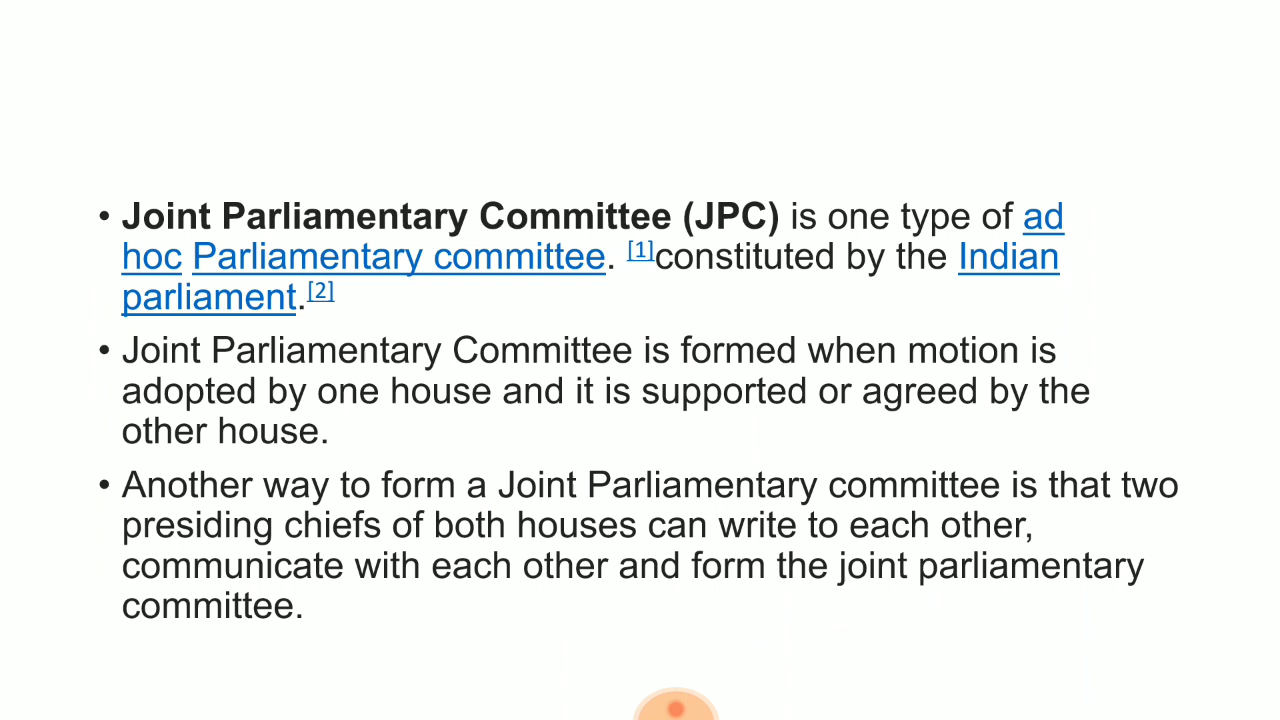 • Joint Parliamentary Committee (JPC) is one type of ad
hoc Parliamentary committee. [1]constituted by the Indian
parliament.[2]
• Joint Parliamentary Committee is formed when motion is
adopted by one house and it is supported or agreed by the
other house.
• Another way to form a Joint Parliamentary committee is that two
presiding chiefs of both houses can write to each other,
communicate with each other and form the joint parliamentary
committee.